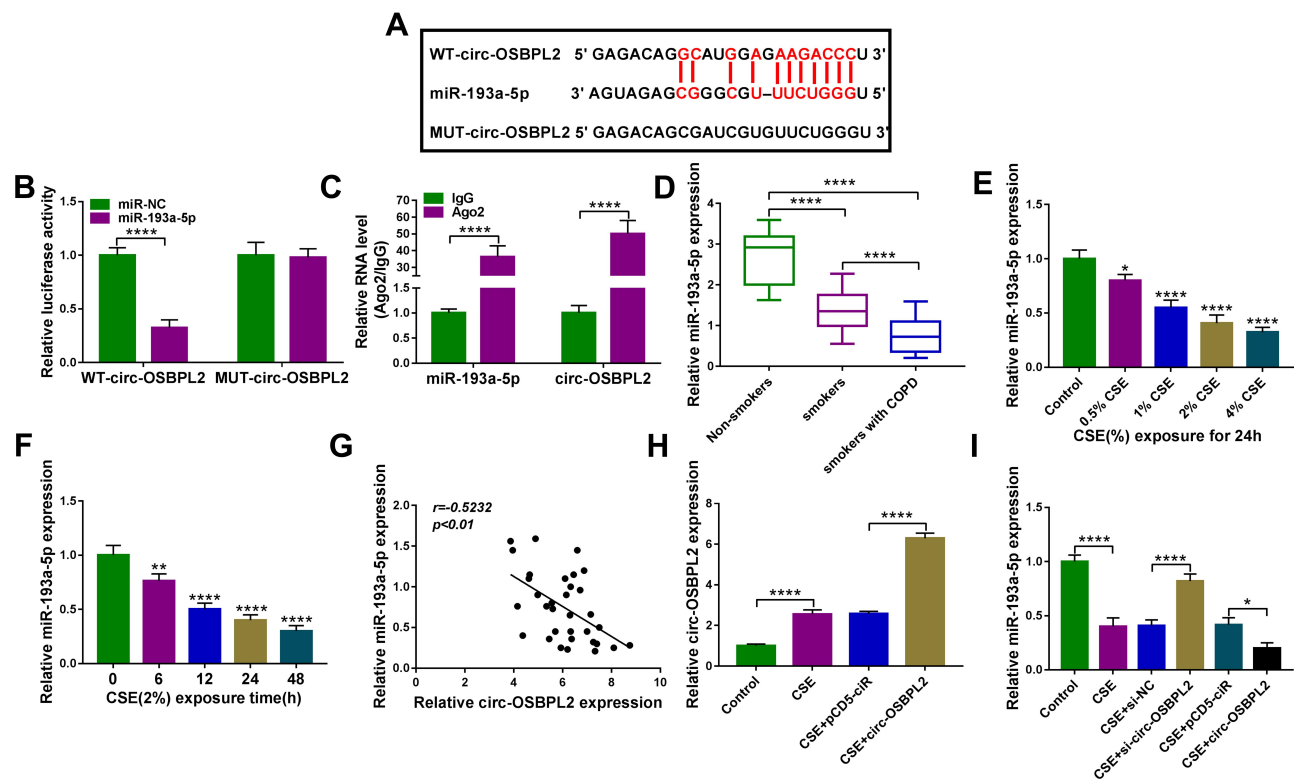 A
WT-circ-OSBPL2 5' GAGACAGGCAUGGAGAAGACCCU 3'
miR-193a-5p 3' AGUAGAGCGGGCGU–UUCUGGGU 5'
MUT-circ-OSBPL2 5' GAGACAGCGAUCGUGUUCUGGGU 3'
B
Relative luciferase activity
miR-NC
miR-193a-5p
****
1.5
1.0
0.5
0.0
WT-circ-OSBPL2 MUT-circ-OSBPL2
C
Relative RNA level
(Ago2/IgG)
IgG
Ago2
****
****
70
60
50
40
30
1.5
1.0
0.5
0.0
miR-193a-5p circ-OSBPL2
D
Relative miR-193a-5p expression
****
****
****
4
3
2
1
0
Non-smokers
smokers
smokers with COPD
E
Relative miR-193a-5p expression
1.5
1.0
0.5
0.0
*
****
****
****
Control
0.5% CSE
1% CSE
2% CSE
4% CSE
CSE(%) exposure for 24h
F
Relative miR-193a-5p expression
1.5
1.0
0.5
0.0
**
****
****
****
0 6 12 24 48
CSE(2%) exposure time(h)
G
Relative miR-193a-5p expression
r=-0.5232
p<0.01
2.0
1.5
1.0
0.5
0.0
0 2 4 6 8 10
Relative circ-OSBPL2 expression
H
Relative circ-OSBPL2 expression
8
6
4
2
0
****
****
Control
CSE
CSE+pCD5-ciR
CSE+circ-OSBPL2
I
Relative miR-193a-5p expression
1.5
1.0
0.5
0.0
****
****
*
Control
CSE
CSE+si-NC
CSE+si-circ-OSBPL2
CSE+pCD5-ciR
CSE+circ-OSBPL2